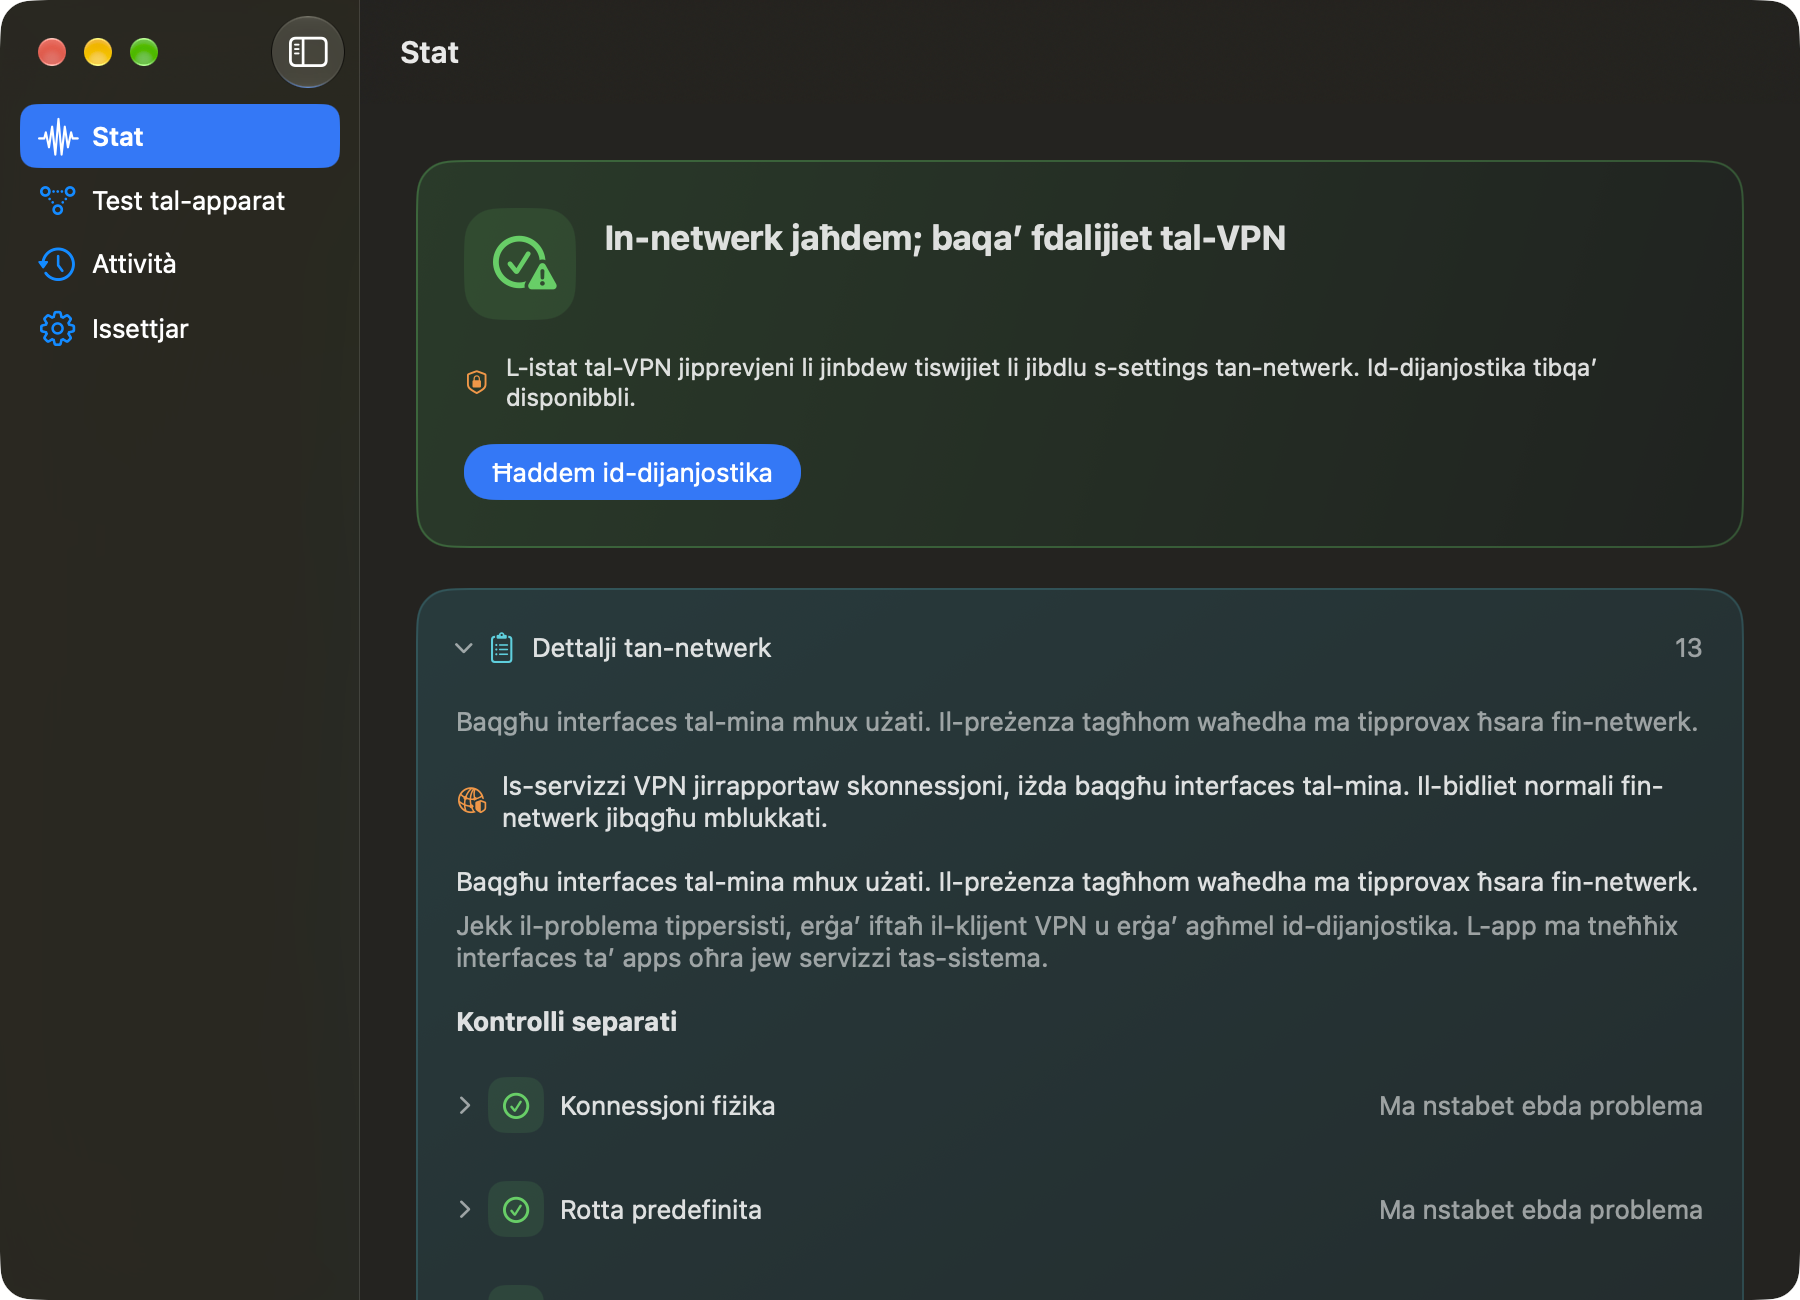 Stat
Stat
Test tal-apparat
Attività
Issettjar
In-netwerk jaħdem; baqa’ fdalijiet tal-VPN
L-istat tal-VPN jipprevjeni li jinbdew tiswijiet li jibdlu s-settings tan-netwerk. Id-dijanjostika tibqa’
disponibbli.
Ħaddem id-dijanjostika
Dettalji tan-netwerk 13
Baqgħu interfaces tal-mina mhux użati. Il-preżenza tagħhom waħedha ma tipprovax ħsara fin-netwerk.
Is-servizzi VPN jirrapportaw skonnessjoni, iżda baqgħu interfaces tal-mina. Il-bidliet normali fin-
netwerk jibqgħu mblukkati.
Baqgħu interfaces tal-mina mhux użati. Il-preżenza tagħhom waħedha ma tipprovax ħsara fin-netwerk.
Jekk il-problema tippersisti, erġa’ iftaħ il-klijent VPN u erġa’ agħmel id-dijanjostika. L-app ma tneħħix
interfaces ta’ apps oħra jew servizzi tas-sistema.
Kontrolli separati
Konnessjoni fiżika Ma nstabet ebda problema
Rotta predefinita Ma nstabet ebda problema